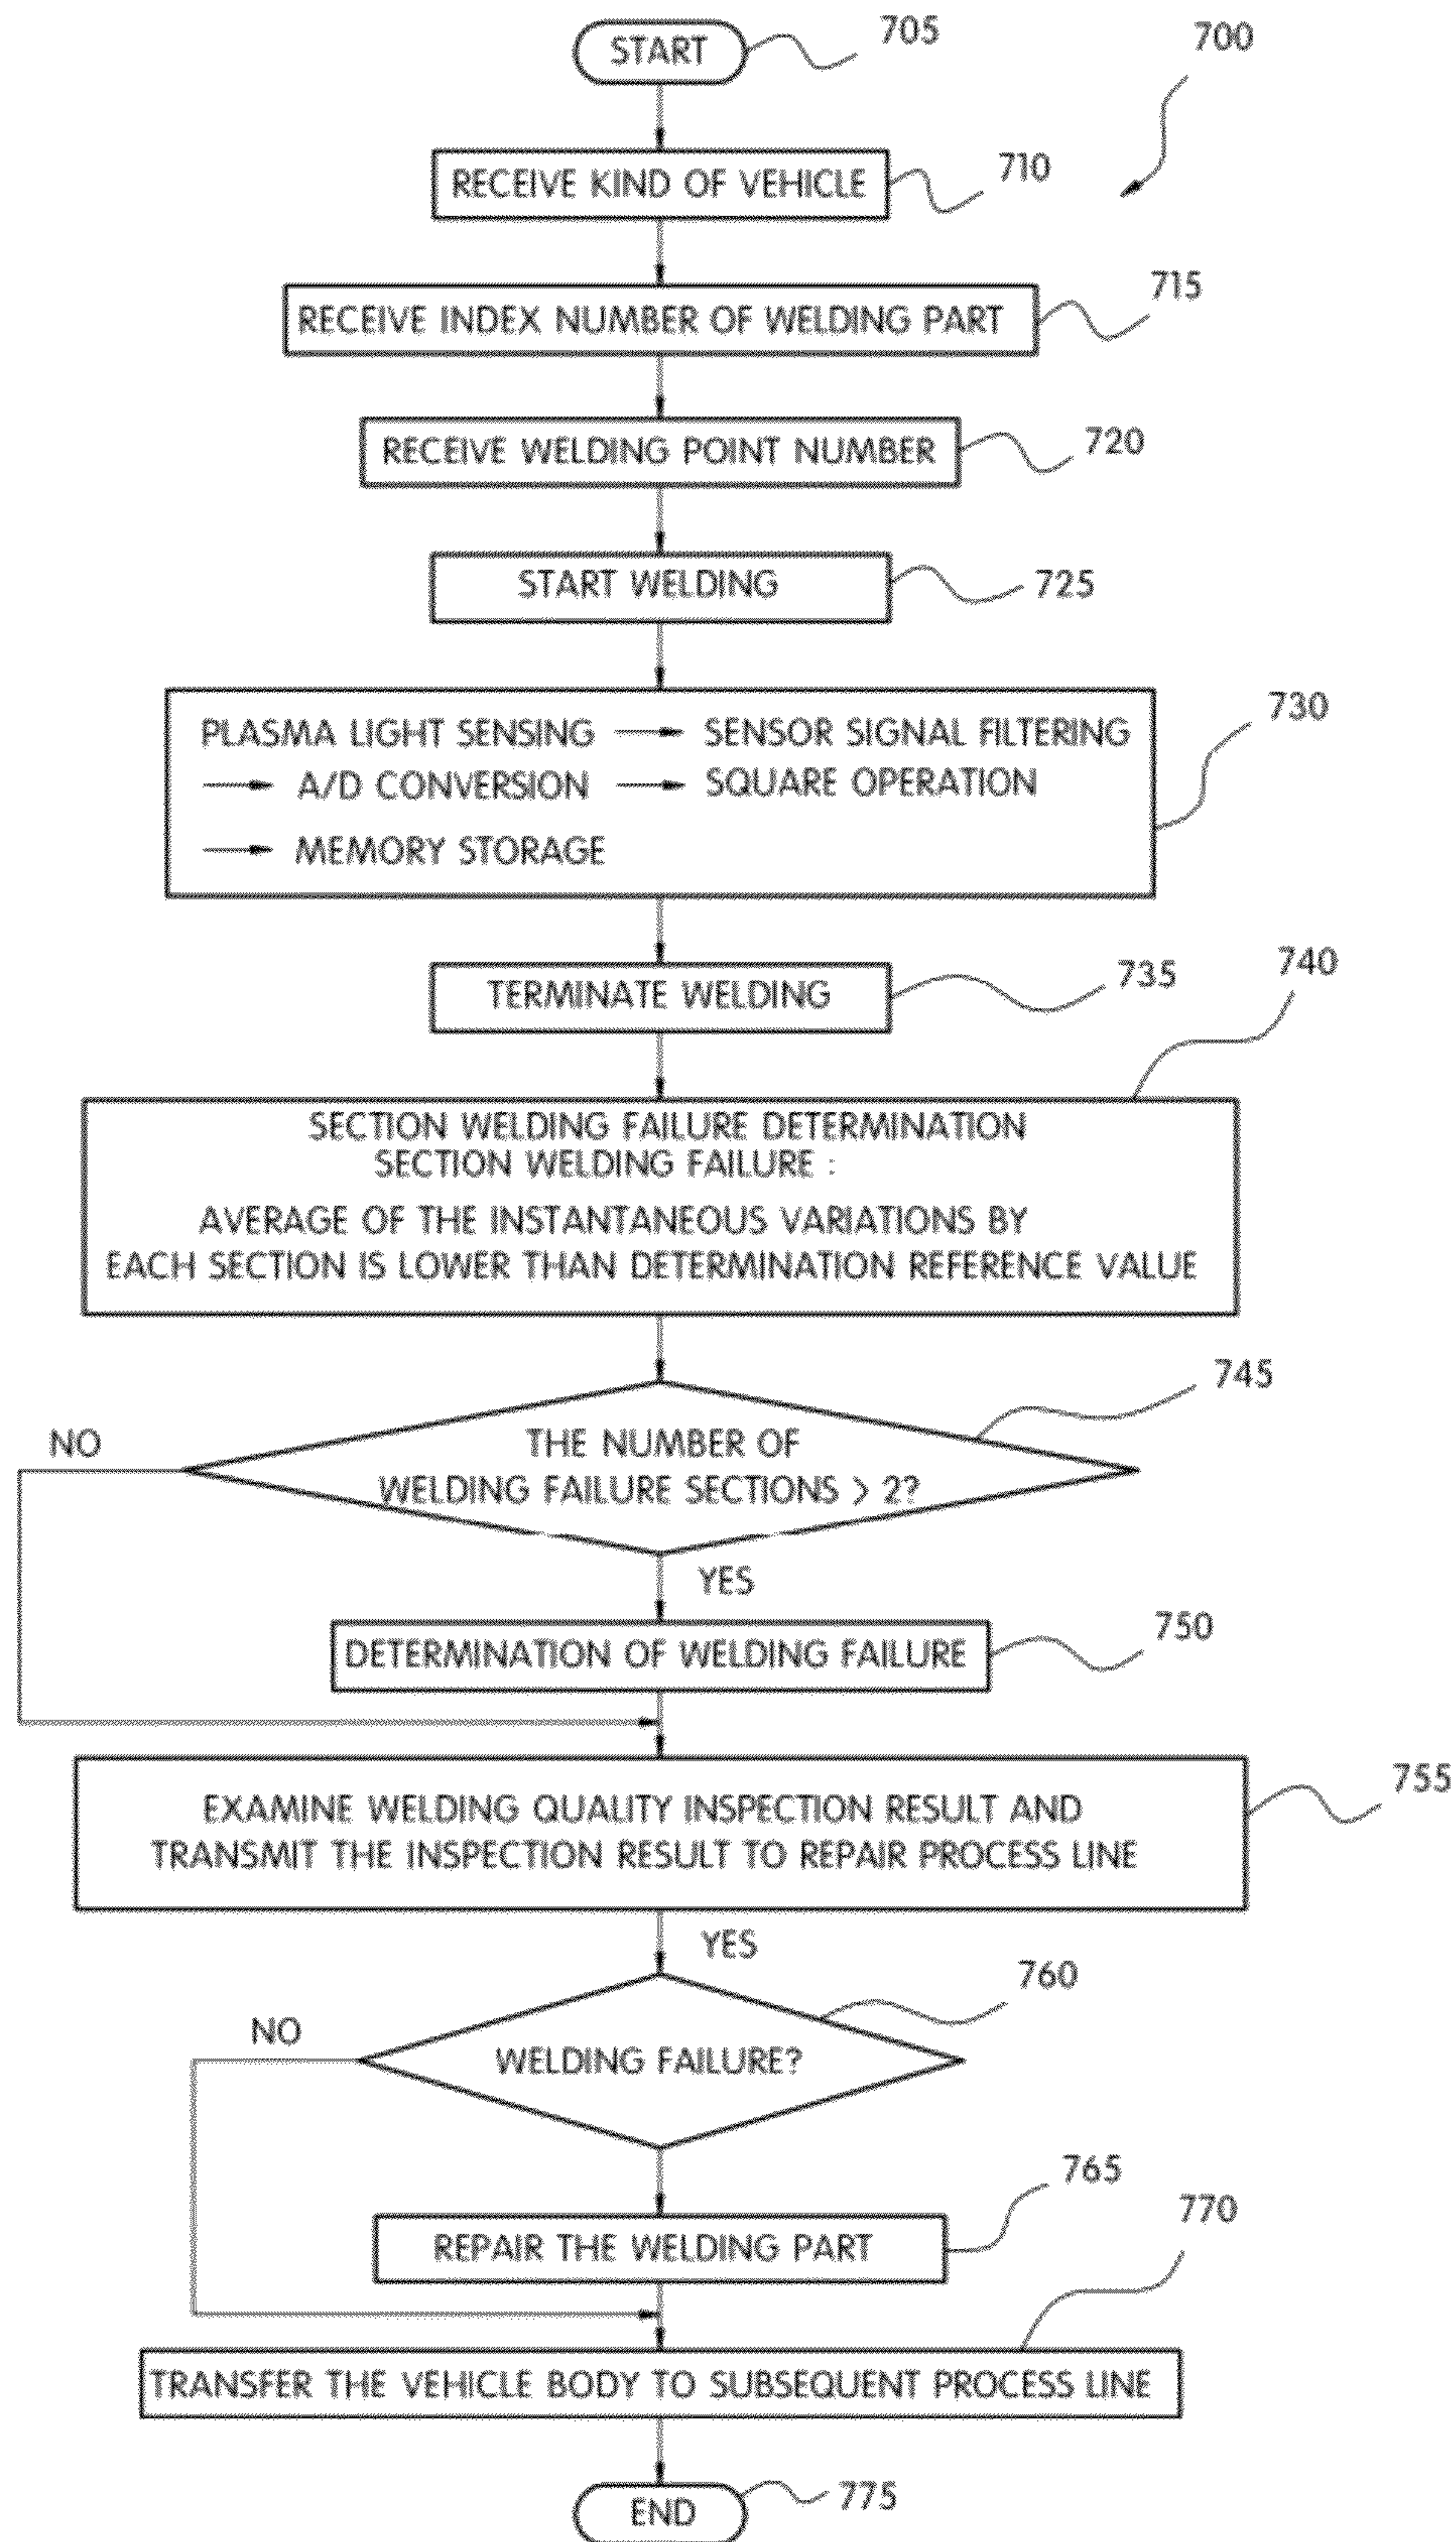 START
705
700
RECEIVE KIND OF VEHICLE
710
RECEIVE INDEX NUMBER OF WELDING PART
715
RECEIVE WELDING POINT NUMBER
720
START WELDING
725
PLASMA LIGHT SENSING → SENSOR SIGNAL FILTERING
→ A/D CONVERSION → SQUARE OPERATION
→ MEMORY STORAGE
730
TERMINATE WELDING
735
740
SECTION WELDING FAILURE DETERMINATION
SECTION WELDING FAILURE :
AVERAGE OF THE INSTANTANEOUS VARIATIONS BY
EACH SECTION IS LOWER THAN DETERMINATION REFERENCE VALUE
745
NO
THE NUMBER OF
WELDING FAILURE SECTIONS > 2?
YES
DETERMINATION OF WELDING FAILURE
750
755
EXAMINE WELDING QUALITY INSPECTION RESULT AND
TRANSMIT THE INSPECTION RESULT TO REPAIR PROCESS LINE
YES
760
NO
WELDING FAILURE?
765
REPAIR THE WELDING PART
770
TRANSFER THE VEHICLE BODY TO SUBSEQUENT PROCESS LINE
END
775